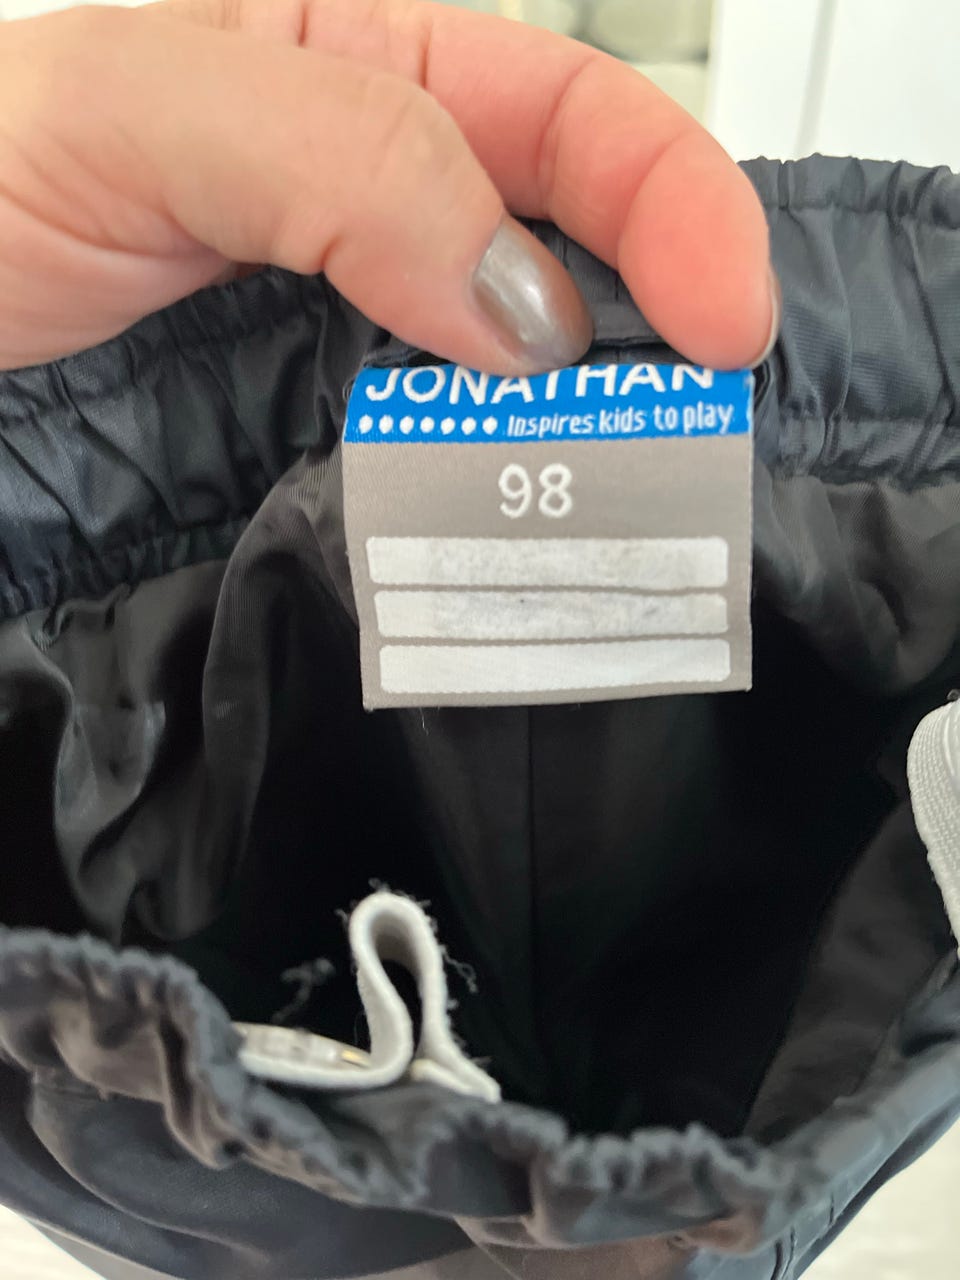 JONATHAN
Inspires kids to play
98